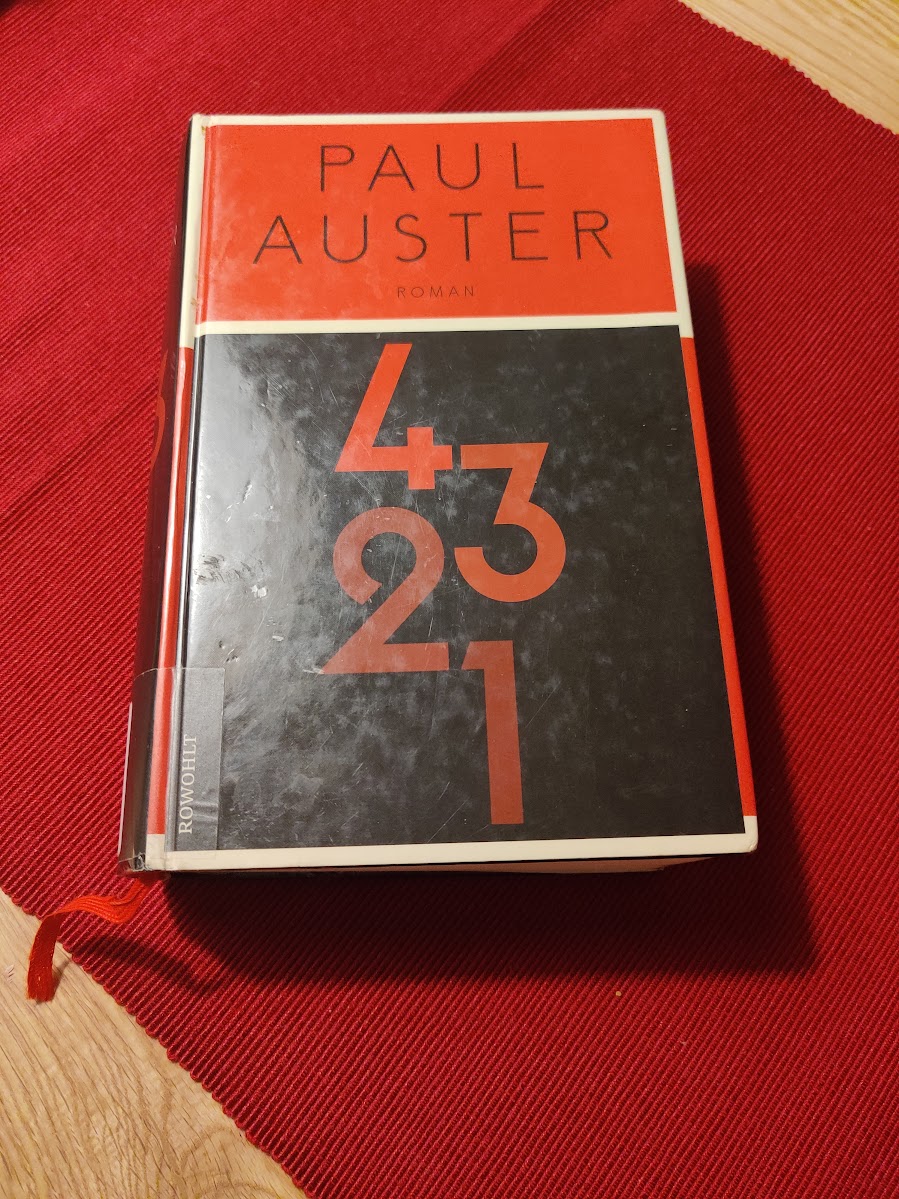 PAUL
AUSTER
ROMAN
4
3
2
1
ROWOHLT